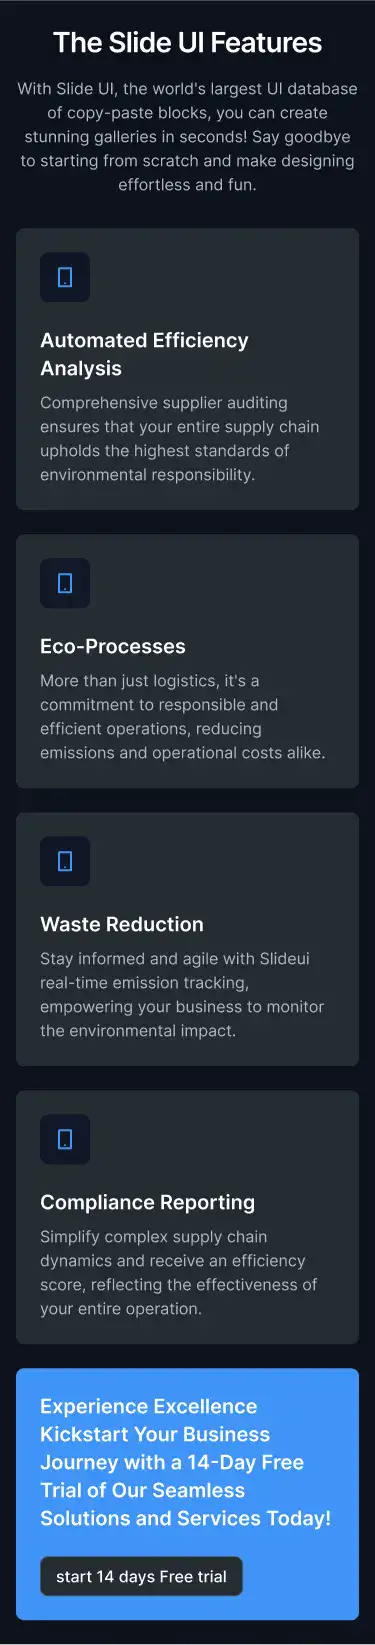 The Slide UI Features
With Slide UI, the world's largest UI database
of copy-paste blocks, you can create
stunning galleries in seconds! Say goodbye
to starting from scratch and make designing
effortless and fun.
Automated Efficiency
Analysis
Comprehensive supplier auditing
ensures that your entire supply chain
upholds the highest standards of
environmental responsibility.
Eco-Processes
More than just logistics, it's a
commitment to responsible and
efficient operations, reducing
emissions and operational costs alike.
Waste Reduction
Stay informed and agile with Slideui
real-time emission tracking,
empowering your business to monitor
the environmental impact.
Compliance Reporting
Simplify complex supply chain
dynamics and receive an efficiency
score, reflecting the effectiveness of
your entire operation.
Experience Excellence
Kickstart Your Business
Journey with a 14-Day Free
Trial of Our Seamless
Solutions and Services Today!
start 14 days Free trial